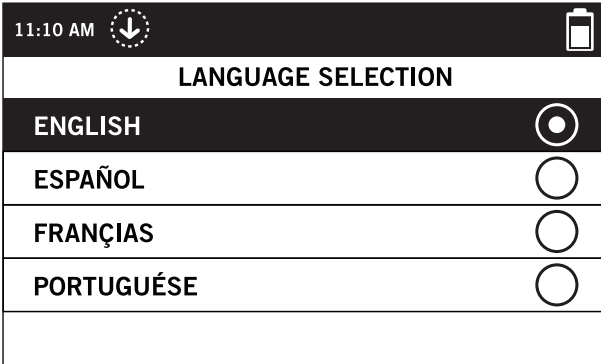 11:10 AM
LANGUAGE SELECTION
ENGLISH
ESPAÑOL
FRANÇIAS
PORTUGUÉSE